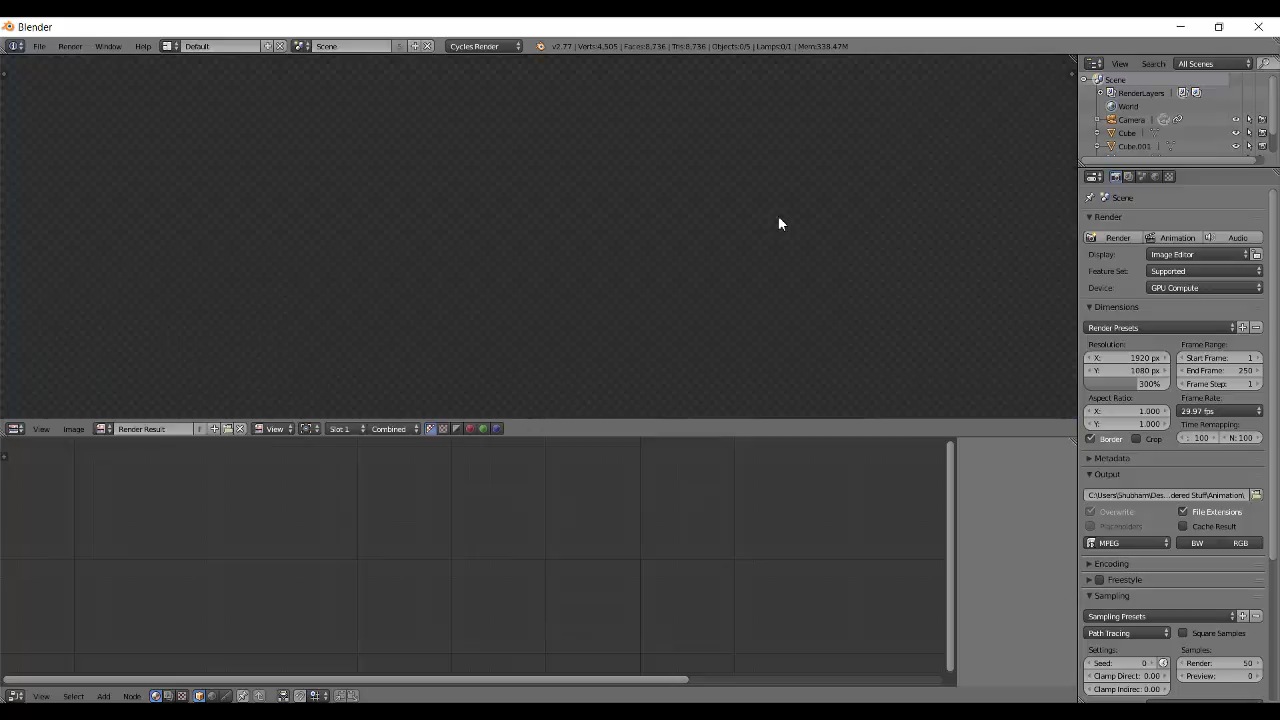 Blender
File Render Window Help Default Scene Cycles Render v2.77 | Verts:4,505 | Faces:8,736 | Tris:8,736 | Objects:0/5 | Lamps:0/1 | Mem:338.47M
View Search All Scenes
Scene
RenderLayers
World
Camera
Cube
Cube.001
Scene
Render
Render Animation Audio
Display: Image Editor
Feature Set: Supported
Device: GPU Compute
Dimensions
Render Presets
Resolution: Frame Range:
X: 1920 px Start Frame: 1
Y: 1080 px End Frame: 250
300% Frame Step: 1
Aspect Ratio: Frame Rate:
X: 1.000 29.97 fps
Y: 1.000 Time Remapping:
Border Crop : 100 N: 100
Metadata
Output
C:\Users\Shubham\Des...dered Stuff\Animation\
Overwrite File Extensions
Placeholders Cache Result
MPEG BW RGB
Encoding
Freestyle
Sampling
Sampling Presets
Path Tracing Square Samples
Settings: Samples:
Seed: 0 Render: 50
Clamp Direct: 0.00 Preview: 0
Clamp Indirec: 0.00
View Image Render Result F View Slot 1 Combined
View Select Add Node